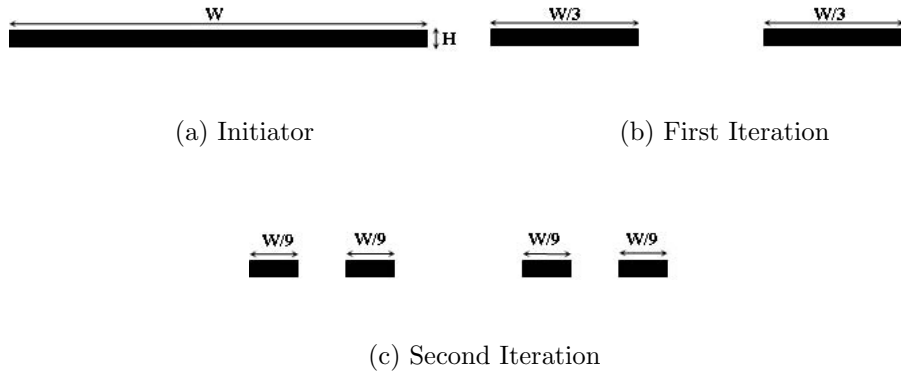 W
H
W/3
W/3
(a) Initiator
(b) First Iteration
W/9
W/9
W/9
W/9
(c) Second Iteration